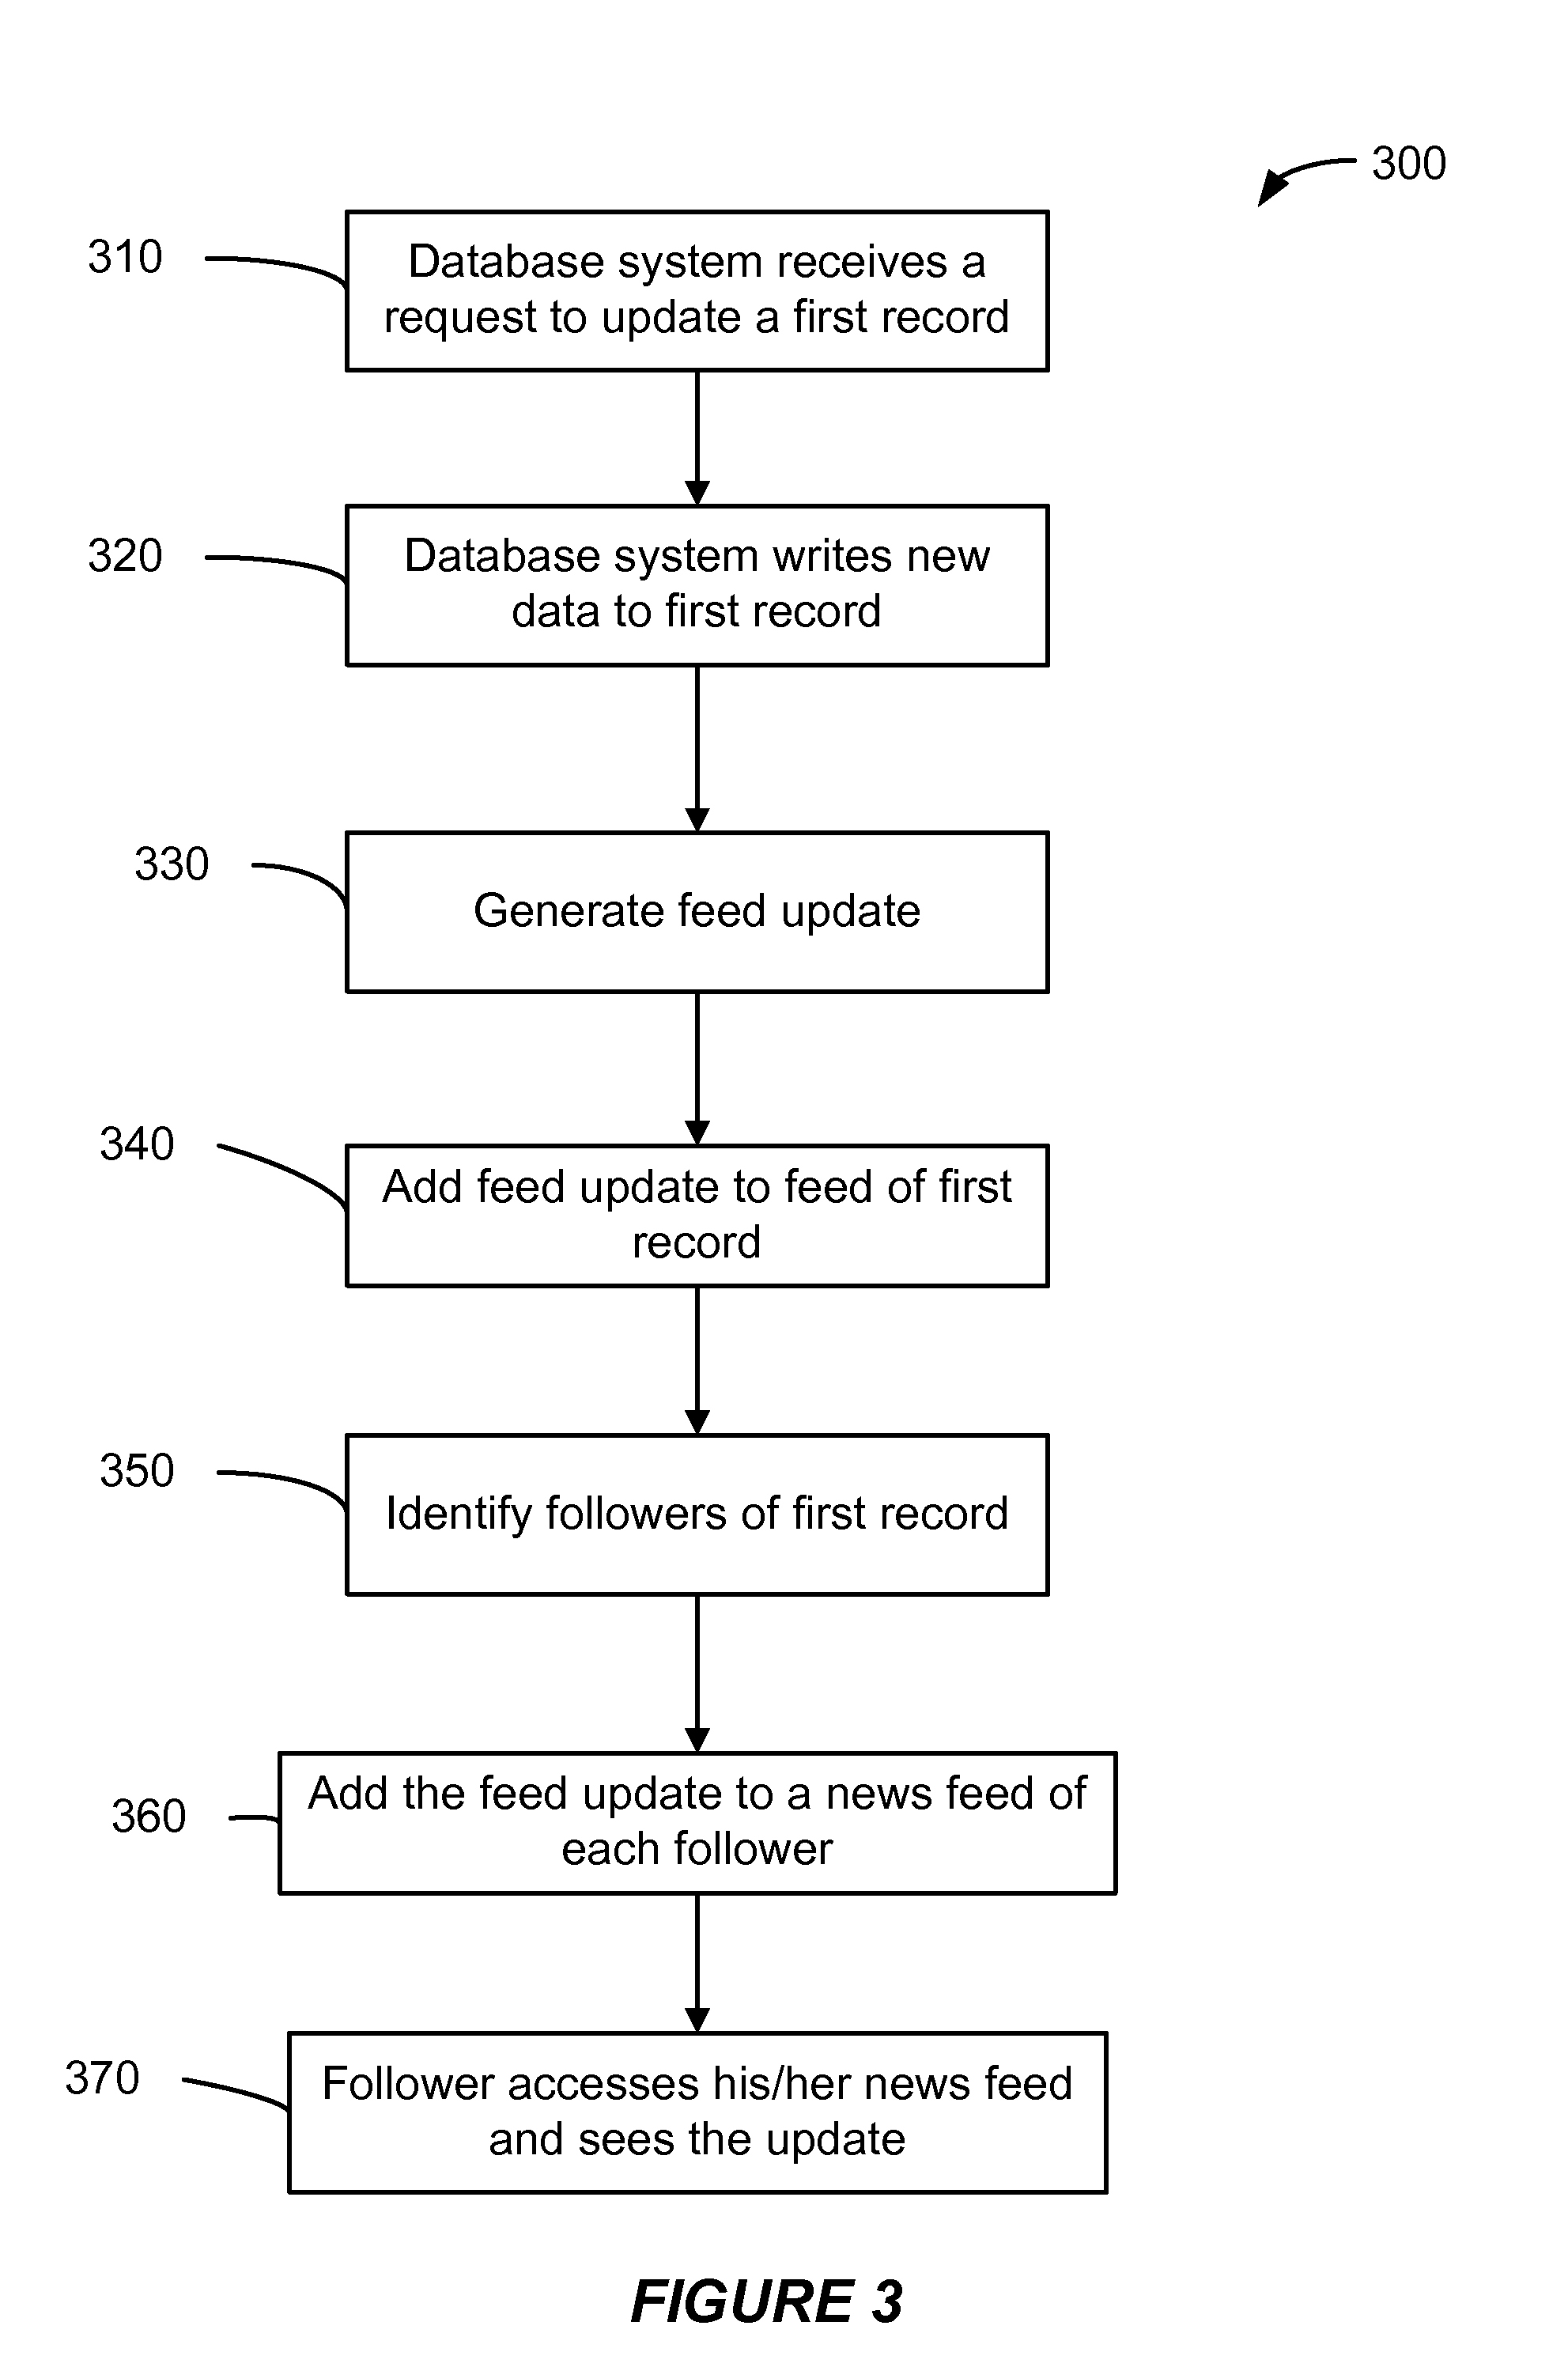 300
310
Database system receives a
request to update a first record
320
Database system writes new
data to first record
330
Generate feed update
340
Add feed update to feed of first
record
350
Identify followers of first record
360
Add the feed update to a news feed of
each follower
370
Follower accesses his/her news feed
and sees the update
FIGURE 3